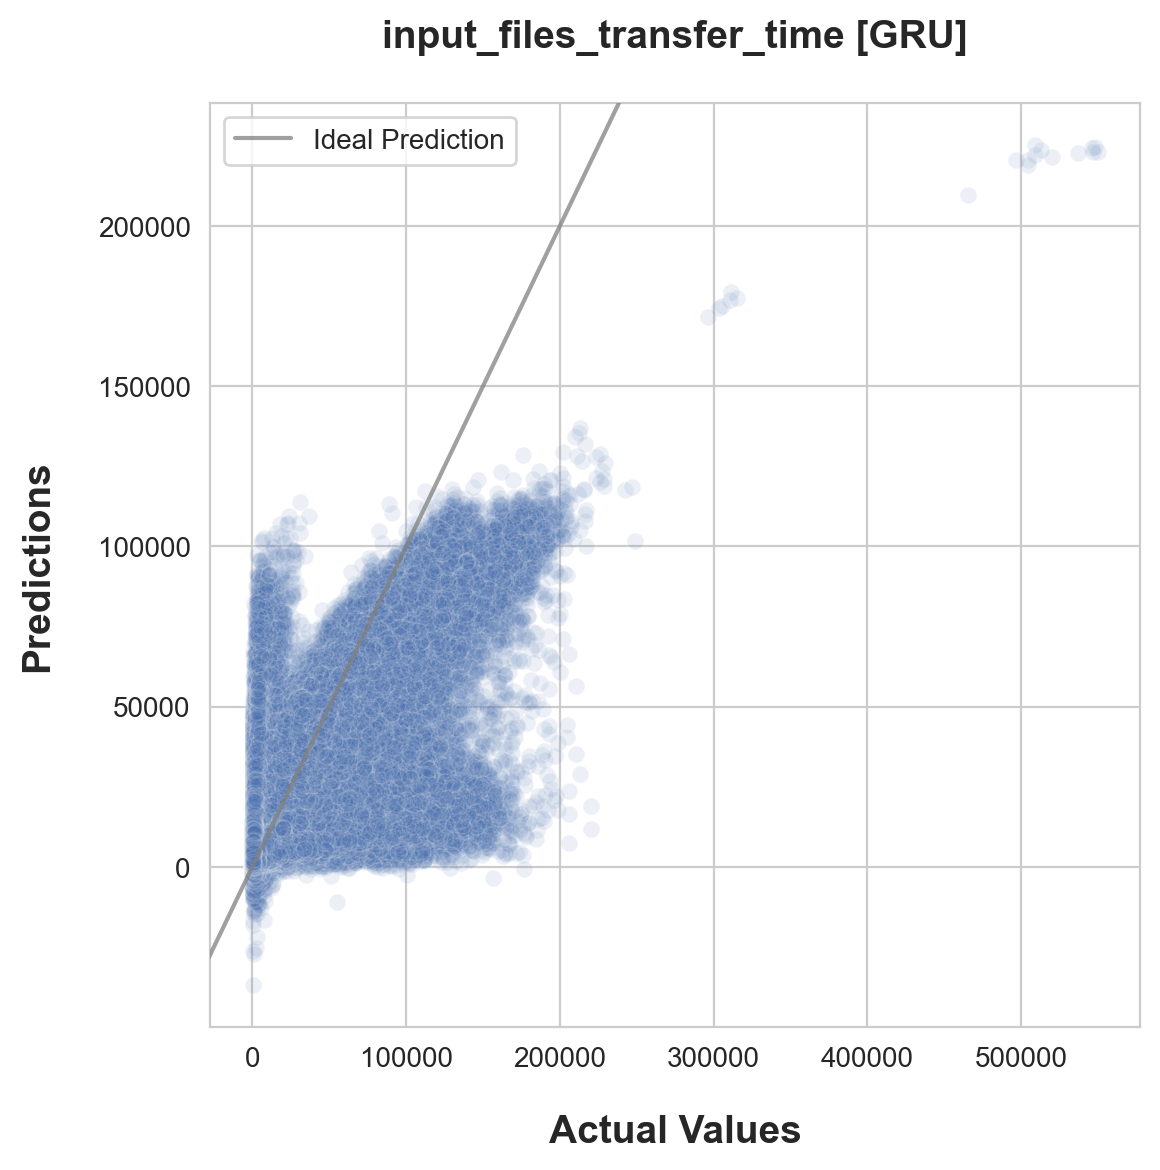 input_files_transfer_time [GRU]
Ideal Prediction
200000
150000
100000
50000
0
Predictions
0 100000 200000 300000 400000 500000
Actual Values